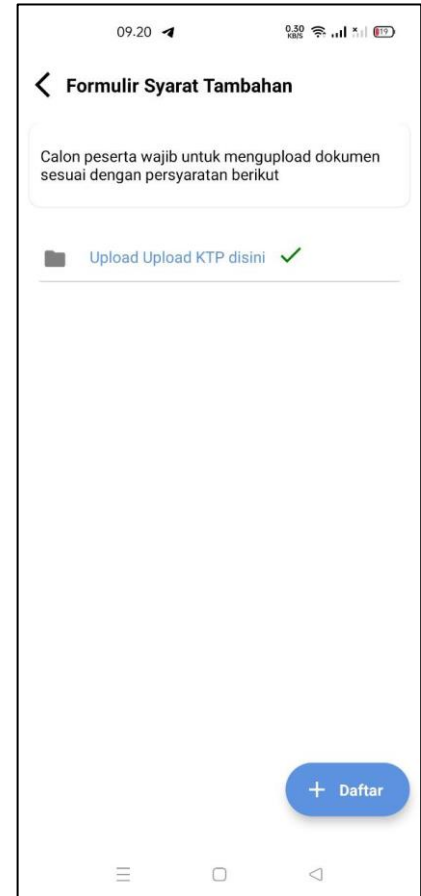 09.20
0.30
KB/S
19
Formulir Syarat Tambahan
Calon peserta wajib untuk mengupload dokumen
sesuai dengan persyaratan berikut
Upload Upload KTP disini
+ Daftar